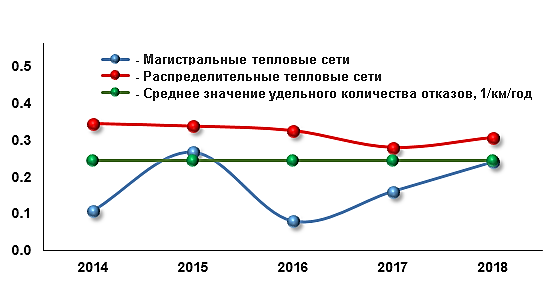 - Магистральные тепловые сети
- Распределительные тепловые сети
- Среднее значение удельного количества отказов, 1/км/год
0.5
0.4
0.3
0.2
0.1
0.0
2014 2015 2016 2017 2018